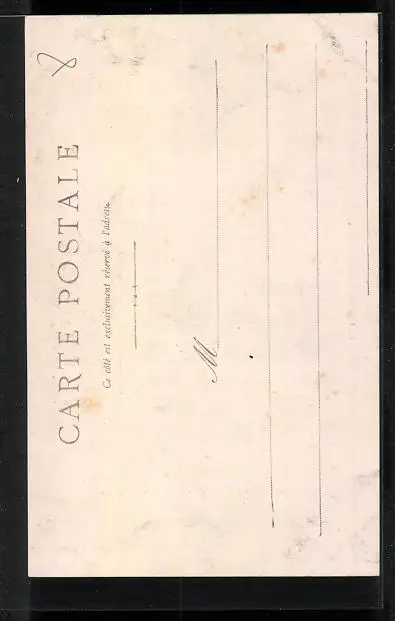 8
CARTE POSTALE
Ce côté est exclusivement réservé à l'adresse
M